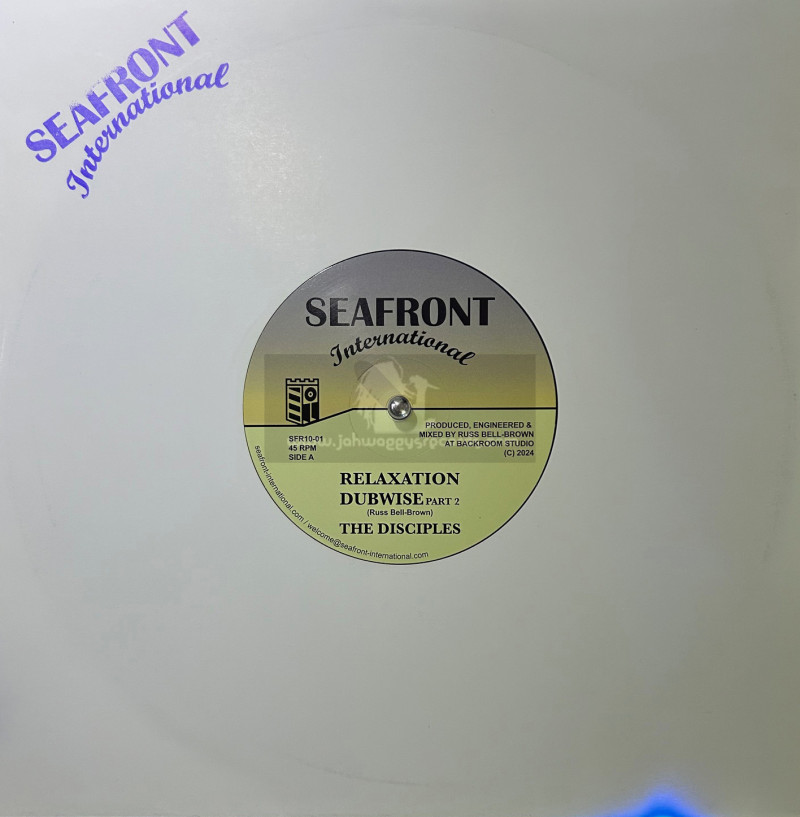 SEAFRONT
International
SEAFRONT
International
SFR10-01
45 RPM
SIDE A
PRODUCED, ENGINEERED &
MIXED BY RUSS BELL-BROWN
AT BACKROOM STUDIO
(C) 2024
RELAXATION
DUBWISE PART 2
(Russ Bell-Brown)
THE DISCIPLES
seafront-international.com / welcome@seafront-international.com